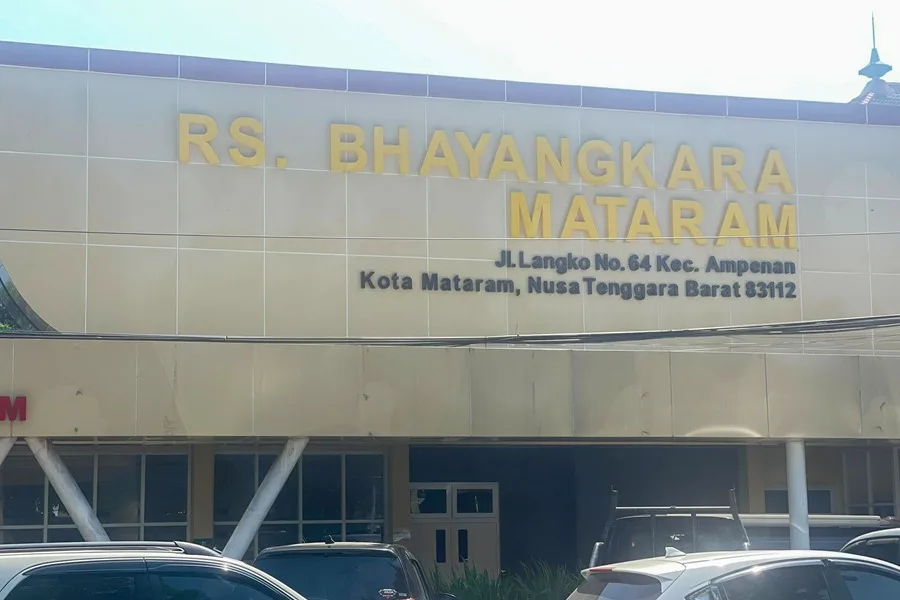 RS. BHAYANGKARA
MATARAM
Jl. Langko No. 64 Kec. Ampenan
Kota Mataram, Nusa Tenggara Barat 83112
M